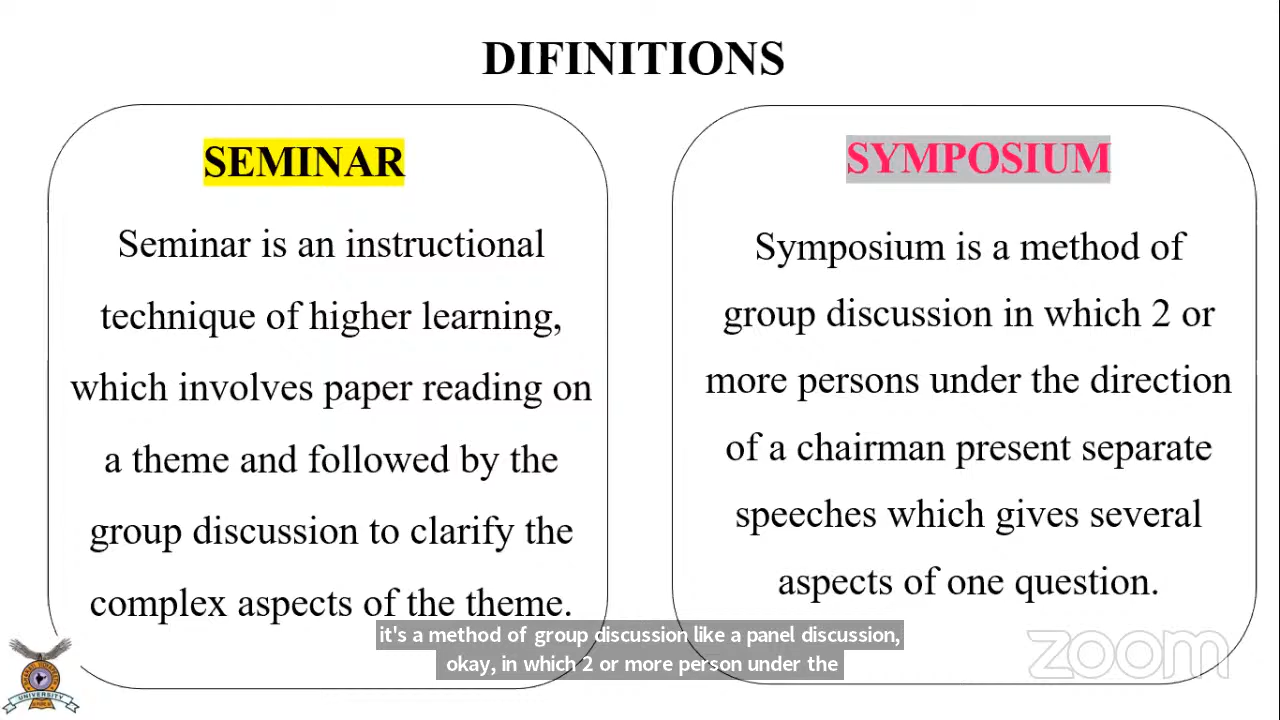 DIFINITIONS
SEMINAR
Seminar is an instructional
technique of higher learning,
which involves paper reading on
a theme and followed by the
group discussion to clarify the
complex aspects of the theme.
SYMPOSIUM
Symposium is a method of
group discussion in which 2 or
more persons under the direction
of a chairman present separate
speeches which gives several
aspects of one question.
it's a method of group discussion like a panel discussion,
okay, in which 2 or more person under the
zoom
UNIVERSITY